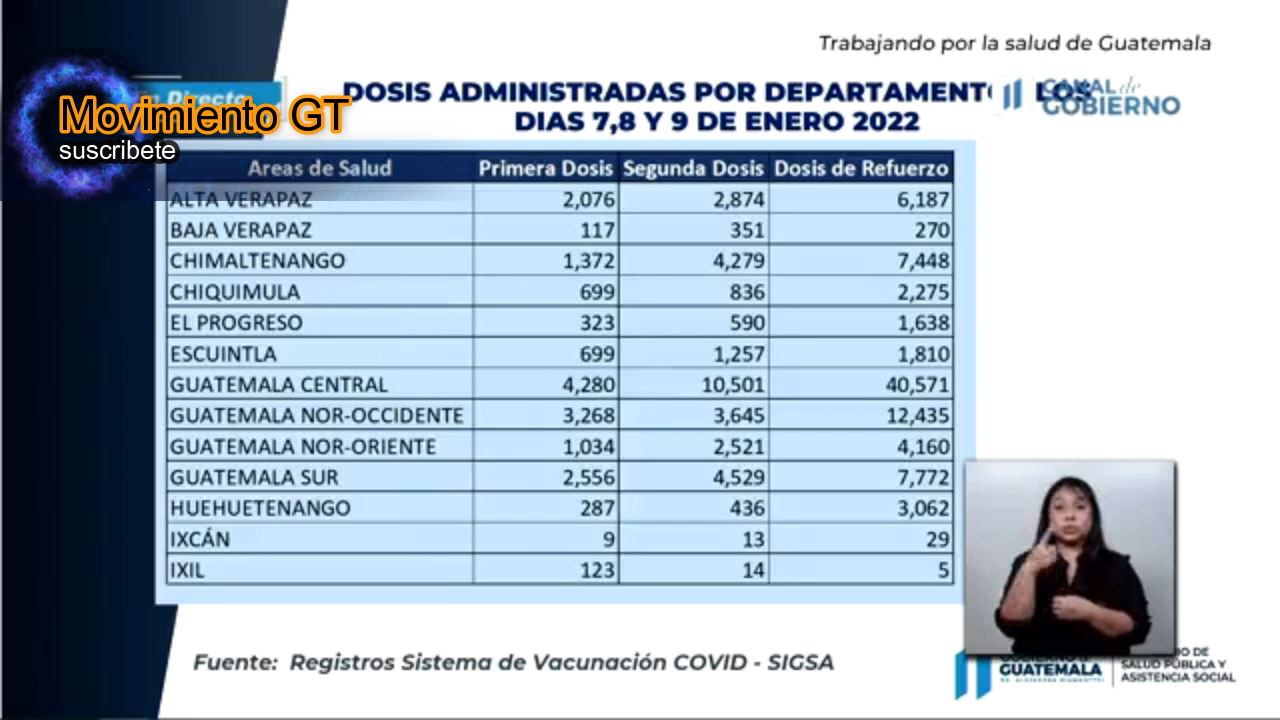 Trabajando por la salud de Guatemala
Directo
Movimiento GT
suscribete
DOSIS ADMINISTRADAS POR DEPARTAMENTO LOS
DIAS 7,8 Y 9 DE ENERO 2022
CANAL de
GOBIERNO
Areas de Salud Primera Dosis Segunda Dosis Dosis de Refuerzo
ALTA VERAPAZ 2,076 2,874 6,187
BAJA VERAPAZ 117 351 270
CHIMALTENANGO 1,372 4,279 7,448
CHIQUIMULA 699 836 2,275
EL PROGRESO 323 590 1,638
ESCUINTLA 699 1,257 1,810
GUATEMALA CENTRAL 4,280 10,501 40,571
GUATEMALA NOR-OCCIDENTE 3,268 3,645 12,435
GUATEMALA NOR-ORIENTE 1,034 2,521 4,160
GUATEMALA SUR 2,556 4,529 7,772
HUEHUETENANGO 287 436 3,062
IXCÁN 9 13 29
IXIL 123 14 5
Fuente: Registros Sistema de Vacunación COVID - SIGSA
GUATEMALA
SALUD PÚBLICA Y
ASISTENCIA SOCIAL